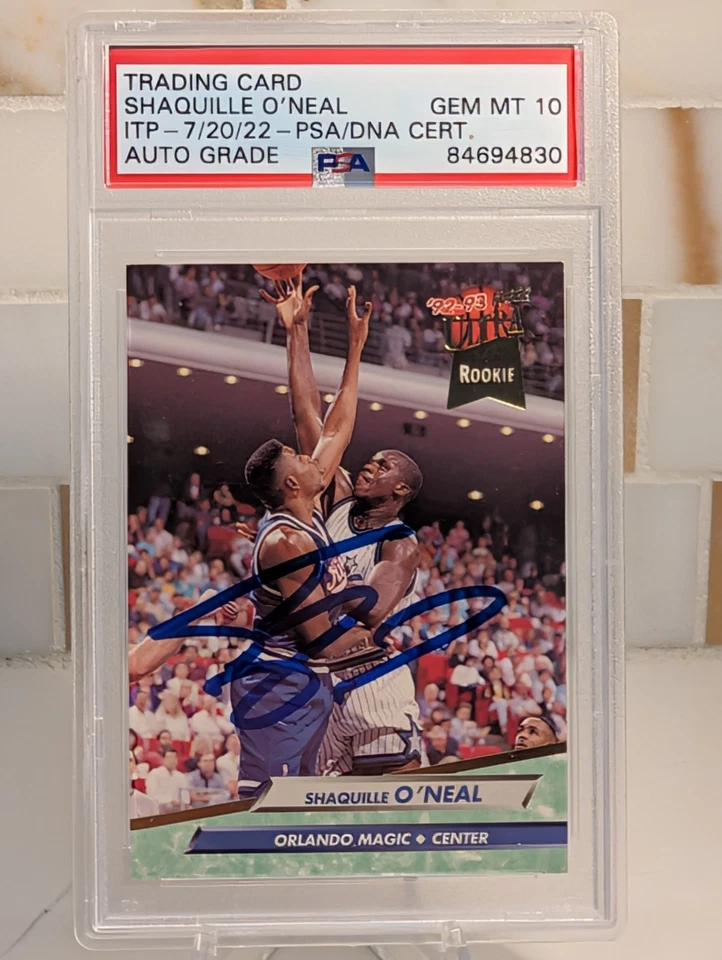 TRADING CARD
SHAQUILLE O'NEAL GEM MT 10
ITP – 7/20/22 – PSA/DNA CERT.
AUTO GRADE PSA 84694830
'92-93
ULTRA
ROOKIE
SHAQUILLE O'NEAL
ORLANDO MAGIC ◆ CENTER